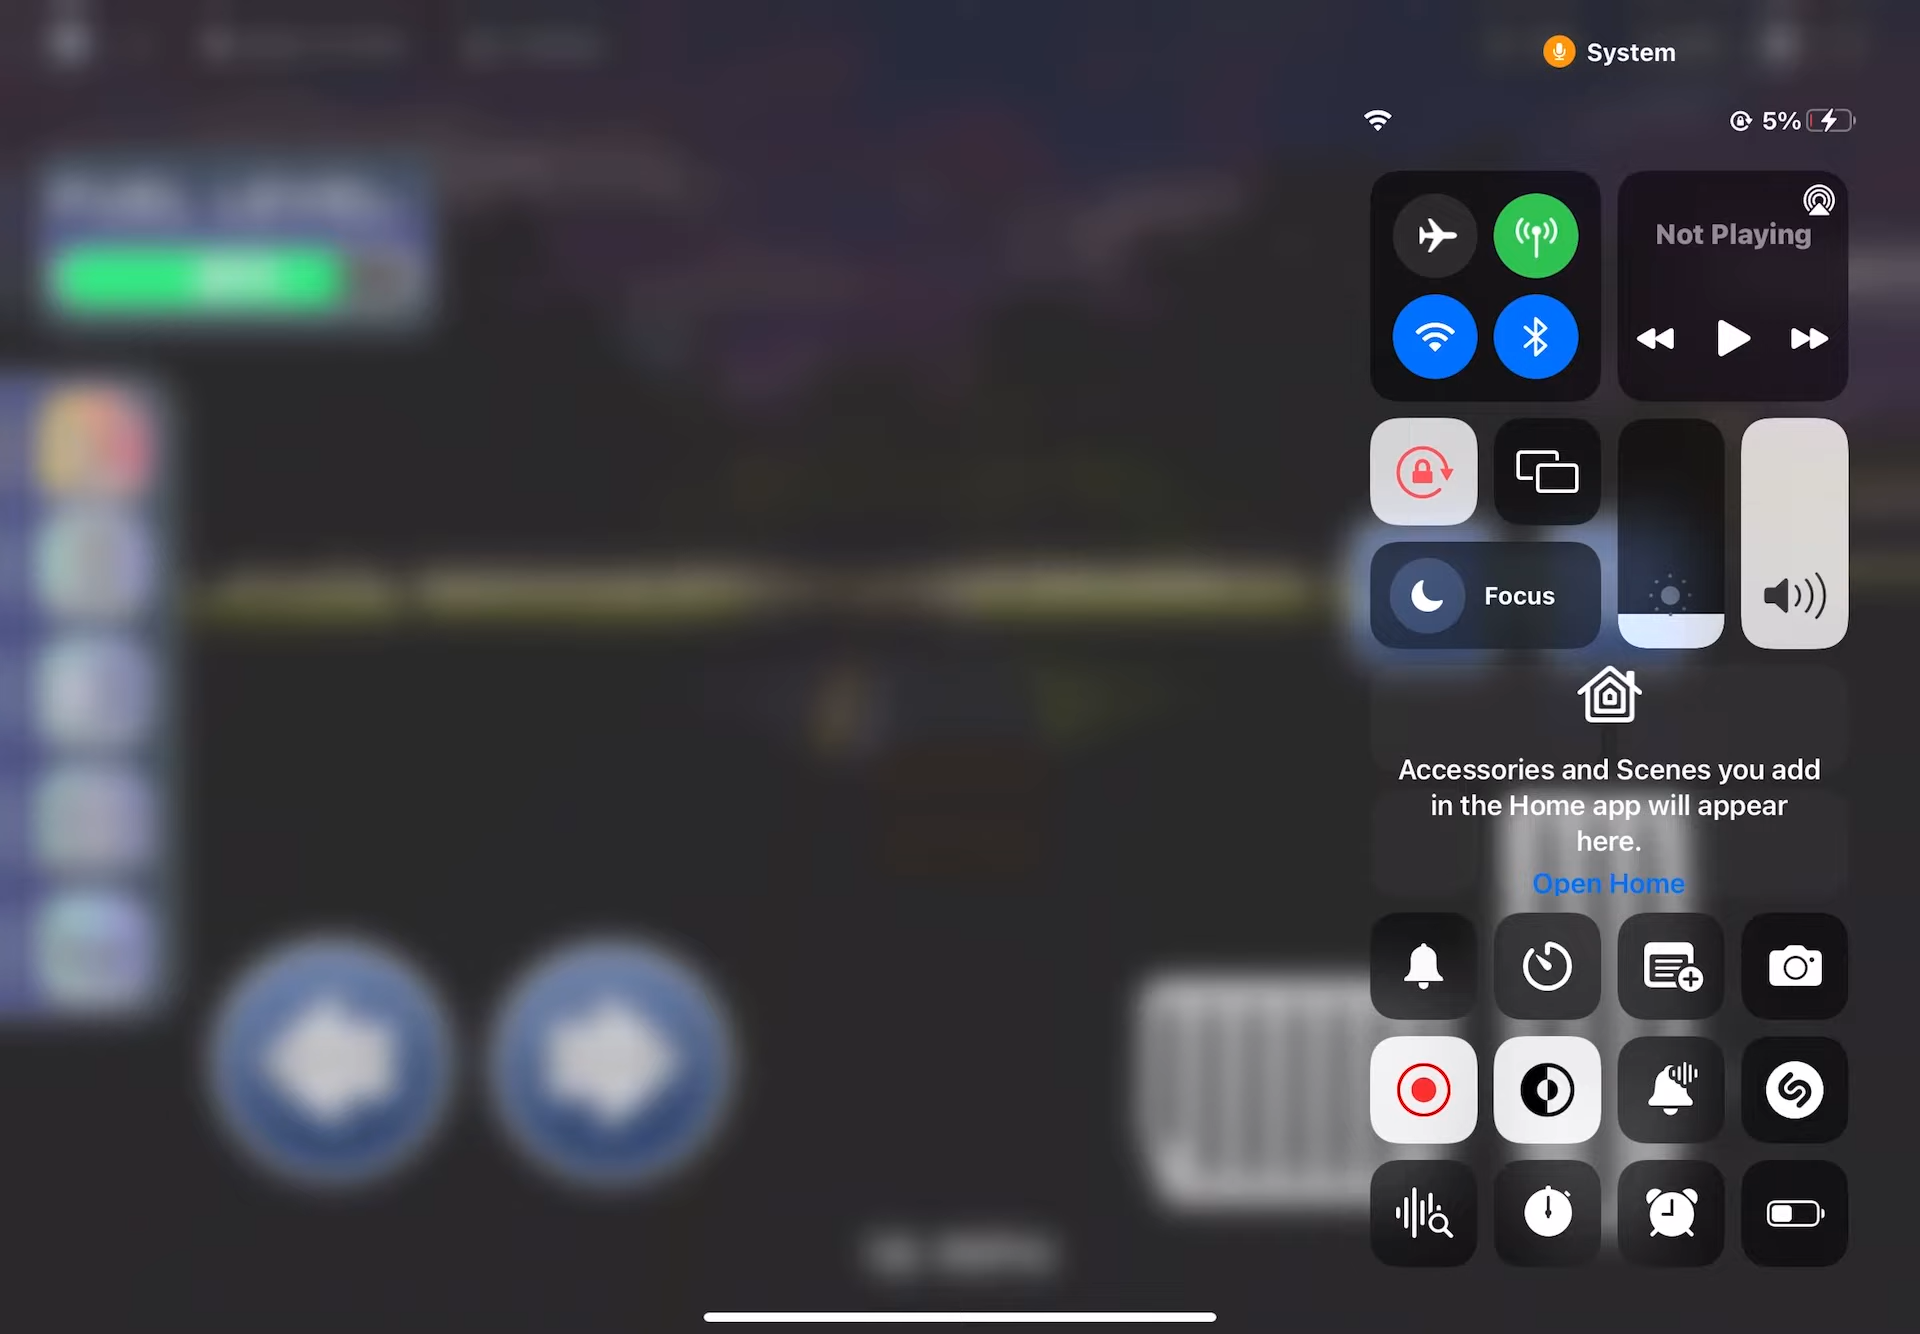 System
5%
Not Playing
Focus
Accessories and Scenes you add
in the Home app will appear
here.
Open Home